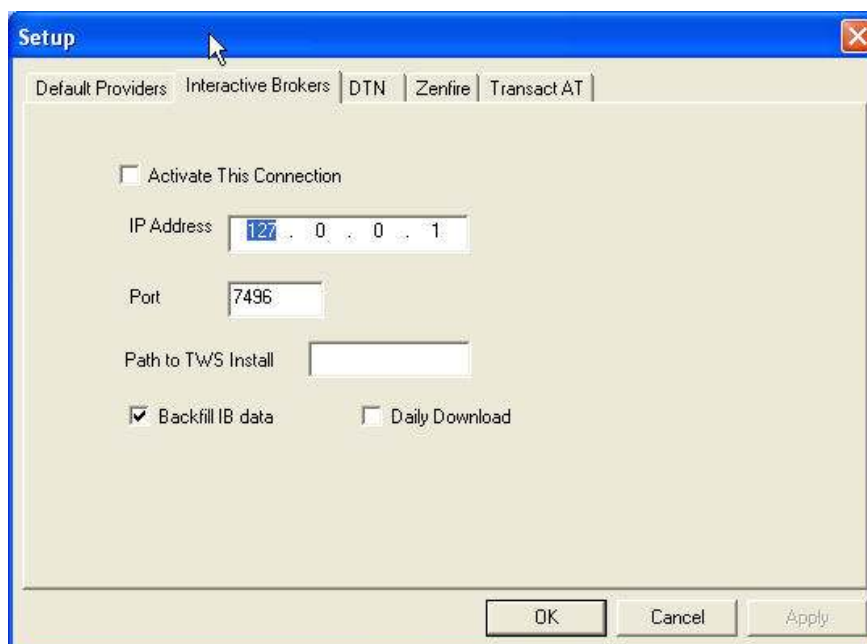 Setup
Default Providers Interactive Brokers DTN Zenfire Transact AT
Activate This Connection
IP Address 127 . 0 . 0 . 1
Port 7496
Path to TWS Install
Backfill IB data Daily Download
OK Cancel Apply